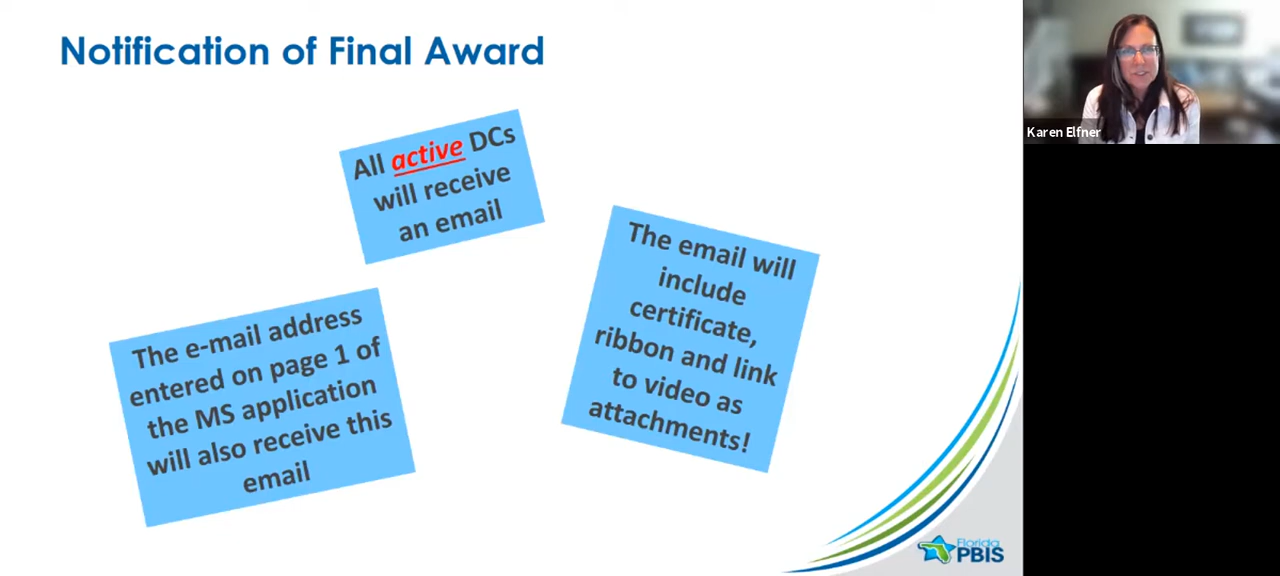 Notification of Final Award
Karen Elfner
All active DCs
will receive
an email
The email will
include
certificate,
ribbon and link
to video as
attachments!
The e-mail address
entered on page 1 of
the MS application
will also receive this
email
Florida
PBIS